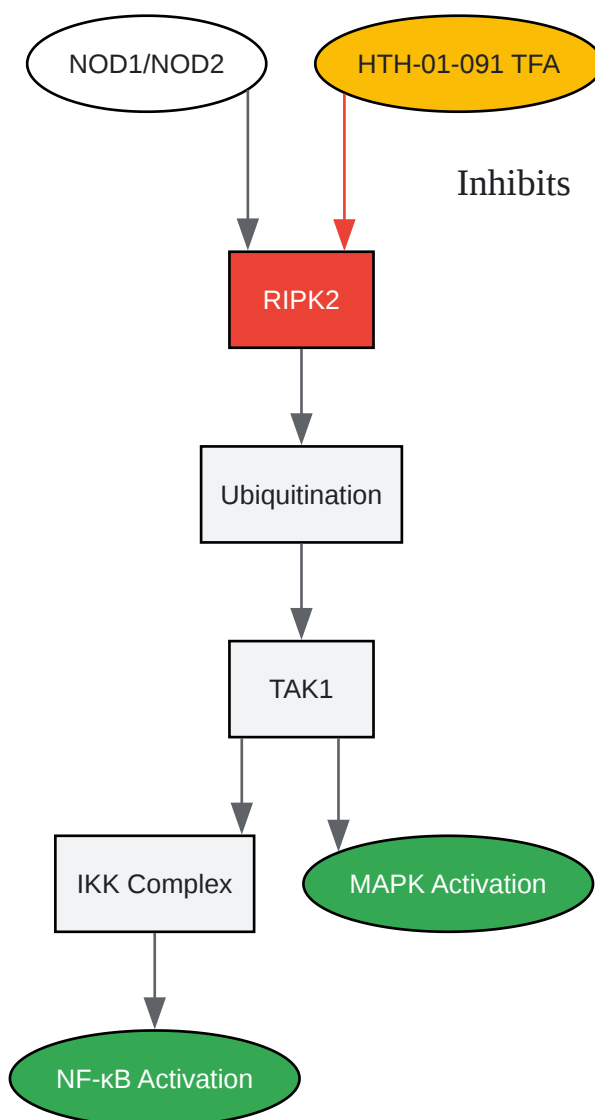 NOD1/NOD2
HTH-01-091 TFA
Inhibits
RIPK2
Ubiquitination
TAK1
IKK Complex
MAPK Activation
NF-κB Activation